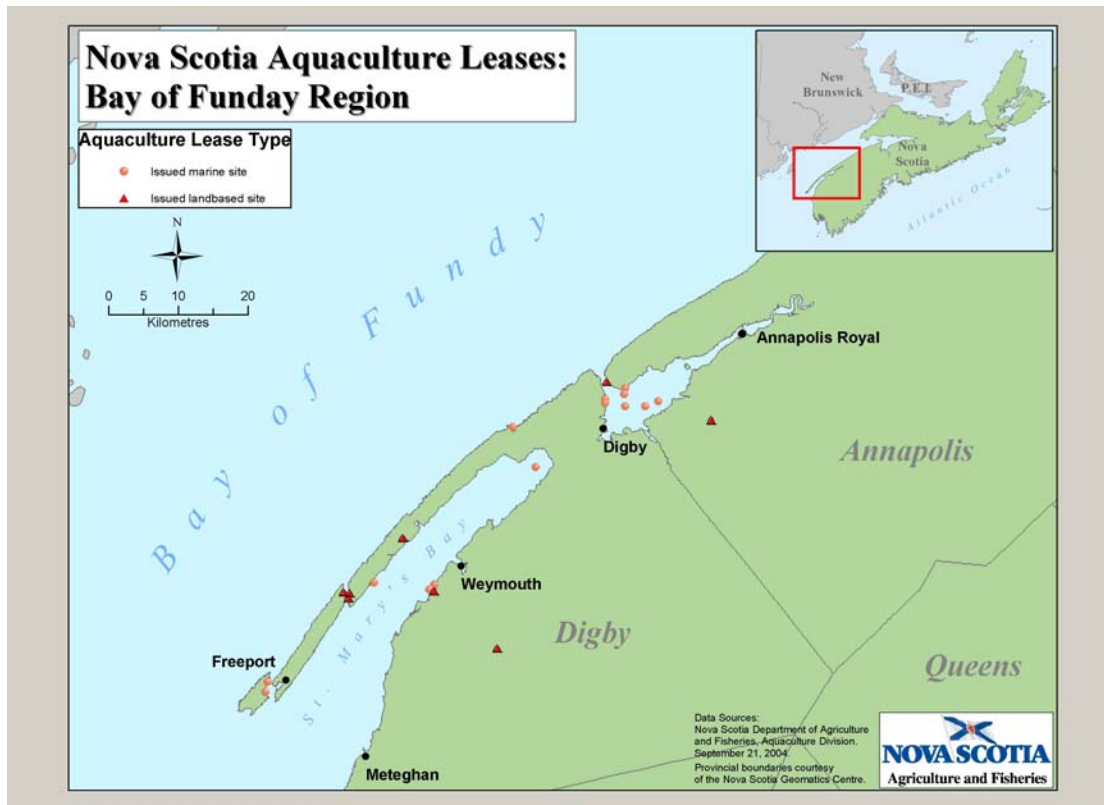 Nova Scotia Aquaculture Leases:
Bay of Funday Region
Aquaculture Lease Type
Issued marine site
Issued landbased site
N
0 5 10 20
Kilometres
New
Brunswick
P.E.I.
Nova
Scotia
Atlantic Ocean
Bay of Fundy
Annapolis Royal
Digby
Annapolis
St. Mary's Bay
Weymouth
Digby
Freeport
Queens
Meteghan
Data Sources:
Nova Scotia Department of Agriculture
and Fisheries, Aquaculture Division.
September 21, 2004.
Provincial boundaries courtesy
of the Nova Scotia Geomatics Centre.
NOVA SCOTIA
Agriculture and Fisheries